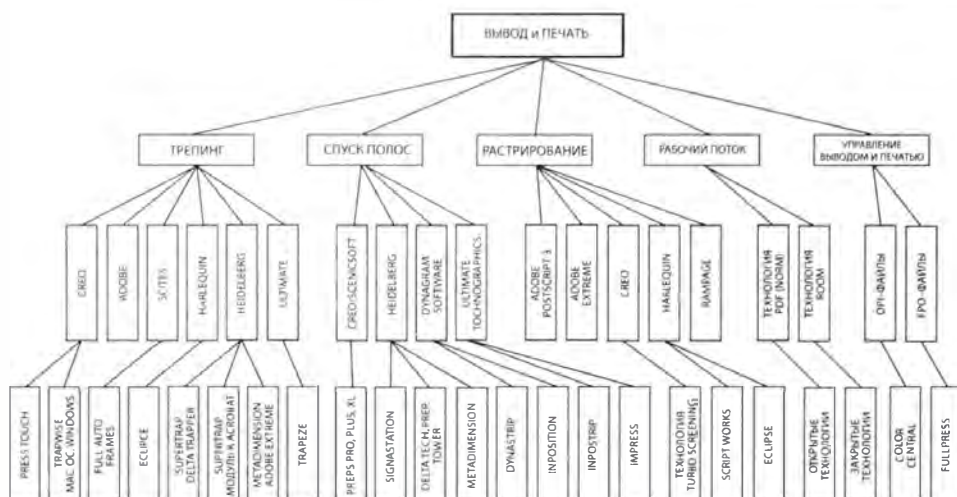 ВЫВОД и ПЕЧАТЬ
ТРЕПИНГ
СПУСК ПОЛОС
РАСТРИРОВАНИЕ
РАБОЧИЙ ПОТОК
УПРАВЛЕНИЕ
ВЫВОДОМ И ПЕЧАТЬЮ
CREO
ADOBE
SCITEX
HARLEQUIN
HEIDELBERG
ULTIMATE
CREO/SCENICSOFT
HEIDELBERG
DYNAGRAM
SOFTWARE
ULTIMATE
TOCHNOGRAPHICS
ADOBE
POSTSCRIPT 3
ADOBE
EXTREME
CREO
HARLEQUIN
RAMPAGE
ТЕХНОЛОГИЯ
PDF (NORM)
ТЕХНОЛОГИЯ
ROOM
OPI-ФАЙЛЫ
FPO-ФАЙЛЫ
PRESS TOUCH
TRAPWISE
MAC OC, WINDOWS
FULL AUTO
FRAMES
ECLIPCE
SUPERTRAP
DELTA TRAPPER
МОДУЛЬ К ACROBAT
METADIMENSION
ADOBE EXTREME
TRAPEZE
PREPS PRO, PLUS, XL
SIGNASTATION
DELTA TECH, PREP,
TOWER
METADIMENSION
DYNASTRIP
INPOSITION
INPOSTRIP
IMPRESS
ТЕХНОЛОГИЯ
TURBO SCREENING
SCRIPT WORKS
ECLIPSE
ОТКРЫТЫЕ
ТЕХНОЛОГИИ
ЗАКРЫТЫЕ
ТЕХНОЛОГИИ
COLOR
CENTRAL
FULLPRESS